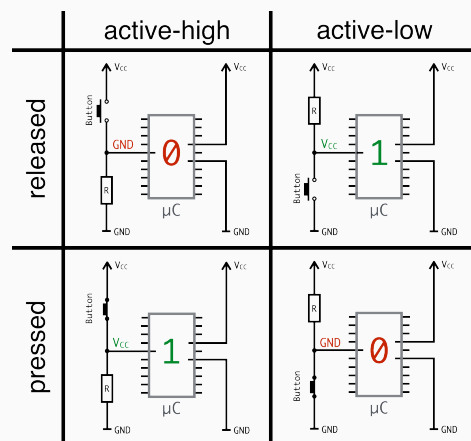 active-high
active-low
released
VCC
VCC
Button
GND
0
R
µC
GND
GND
VCC
VCC
R
VCC
1
Button
µC
GND
GND
pressed
VCC
VCC
Button
VCC
1
R
µC
GND
GND
VCC
VCC
R
GND
0
Button
µC
GND
GND